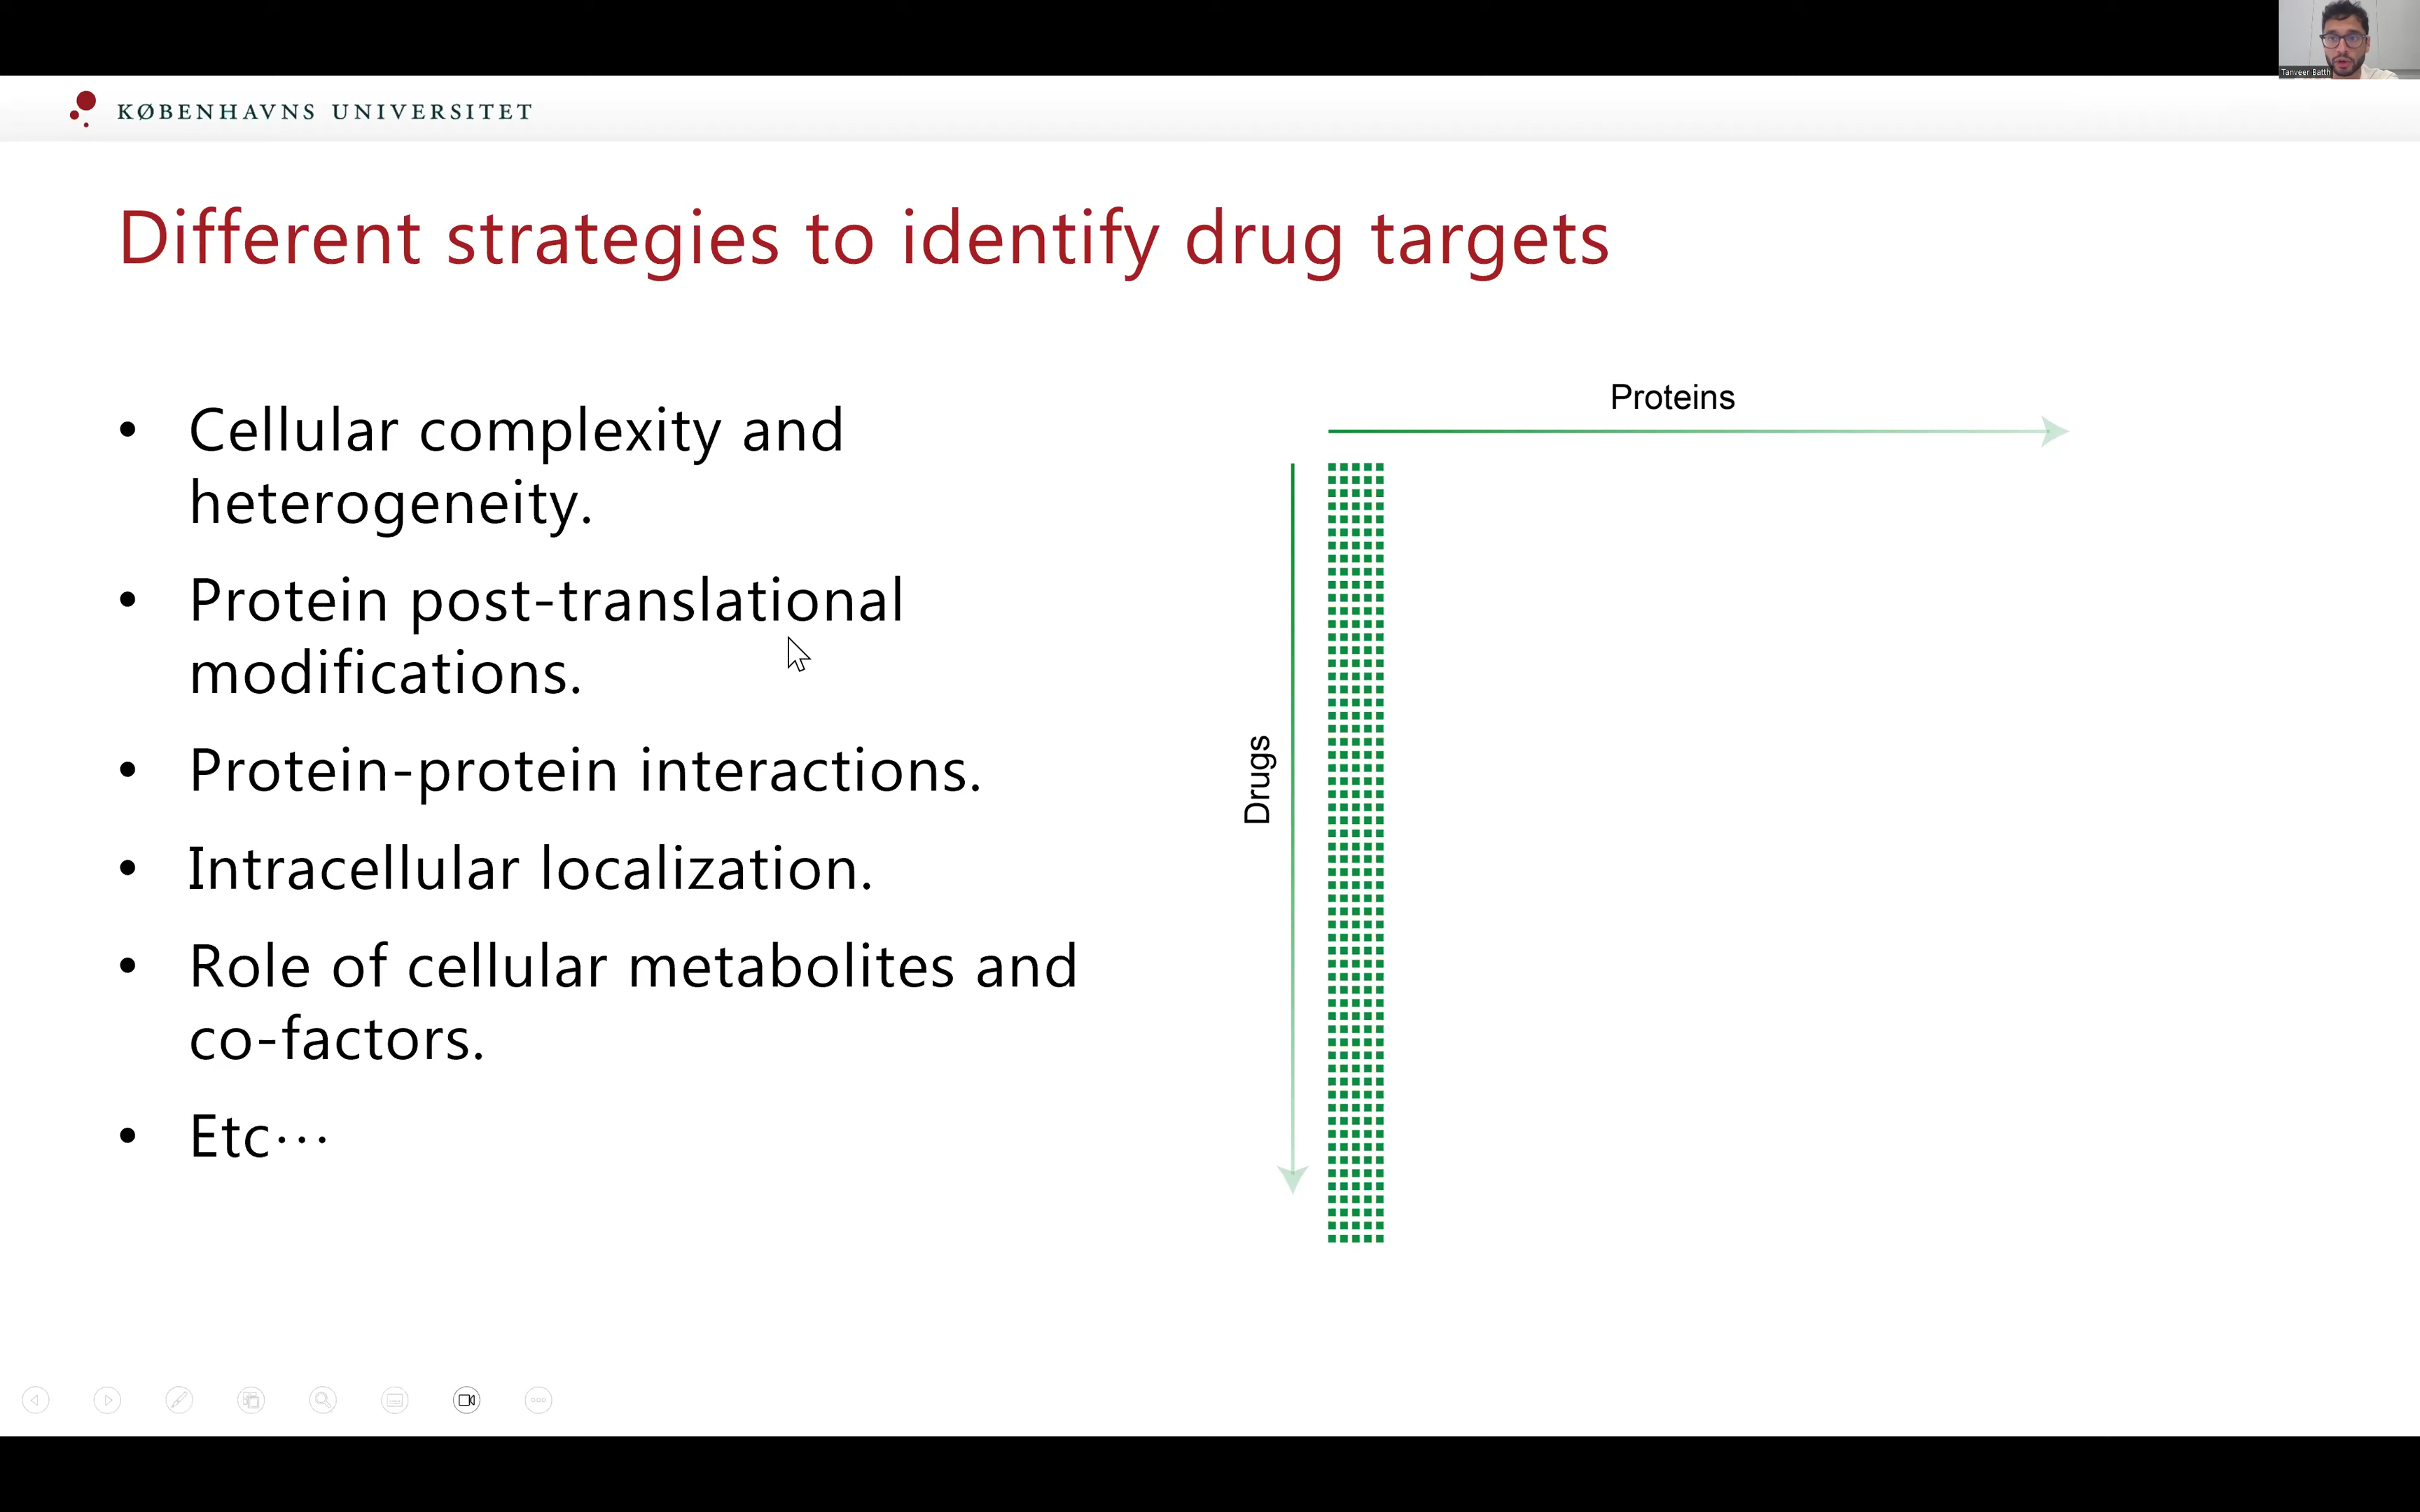 Tanveer Batth
KØBENHAVNS UNIVERSITET
Different strategies to identify drug targets
• Cellular complexity and
heterogeneity.
• Protein post-translational
modifications.
• Protein-protein interactions.
• Intracellular localization.
• Role of cellular metabolites and
co-factors.
• Etc⋯
Proteins
Drugs